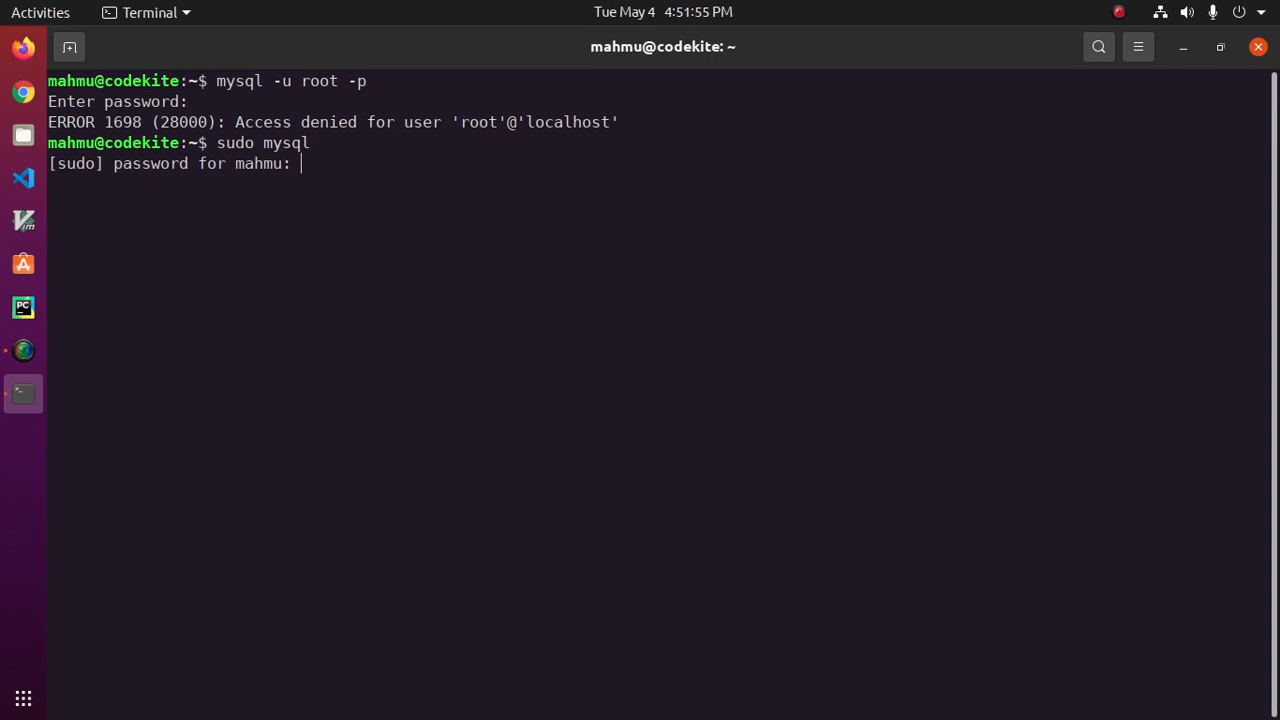 Activities Terminal Tue May 4 4:51:55 PM
mahmu@codekite: ~
mahmu@codekite:~$ mysql -u root -p
Enter password:
ERROR 1698 (28000): Access denied for user 'root'@'localhost'
mahmu@codekite:~$ sudo mysql
[sudo] password for mahmu:
PC